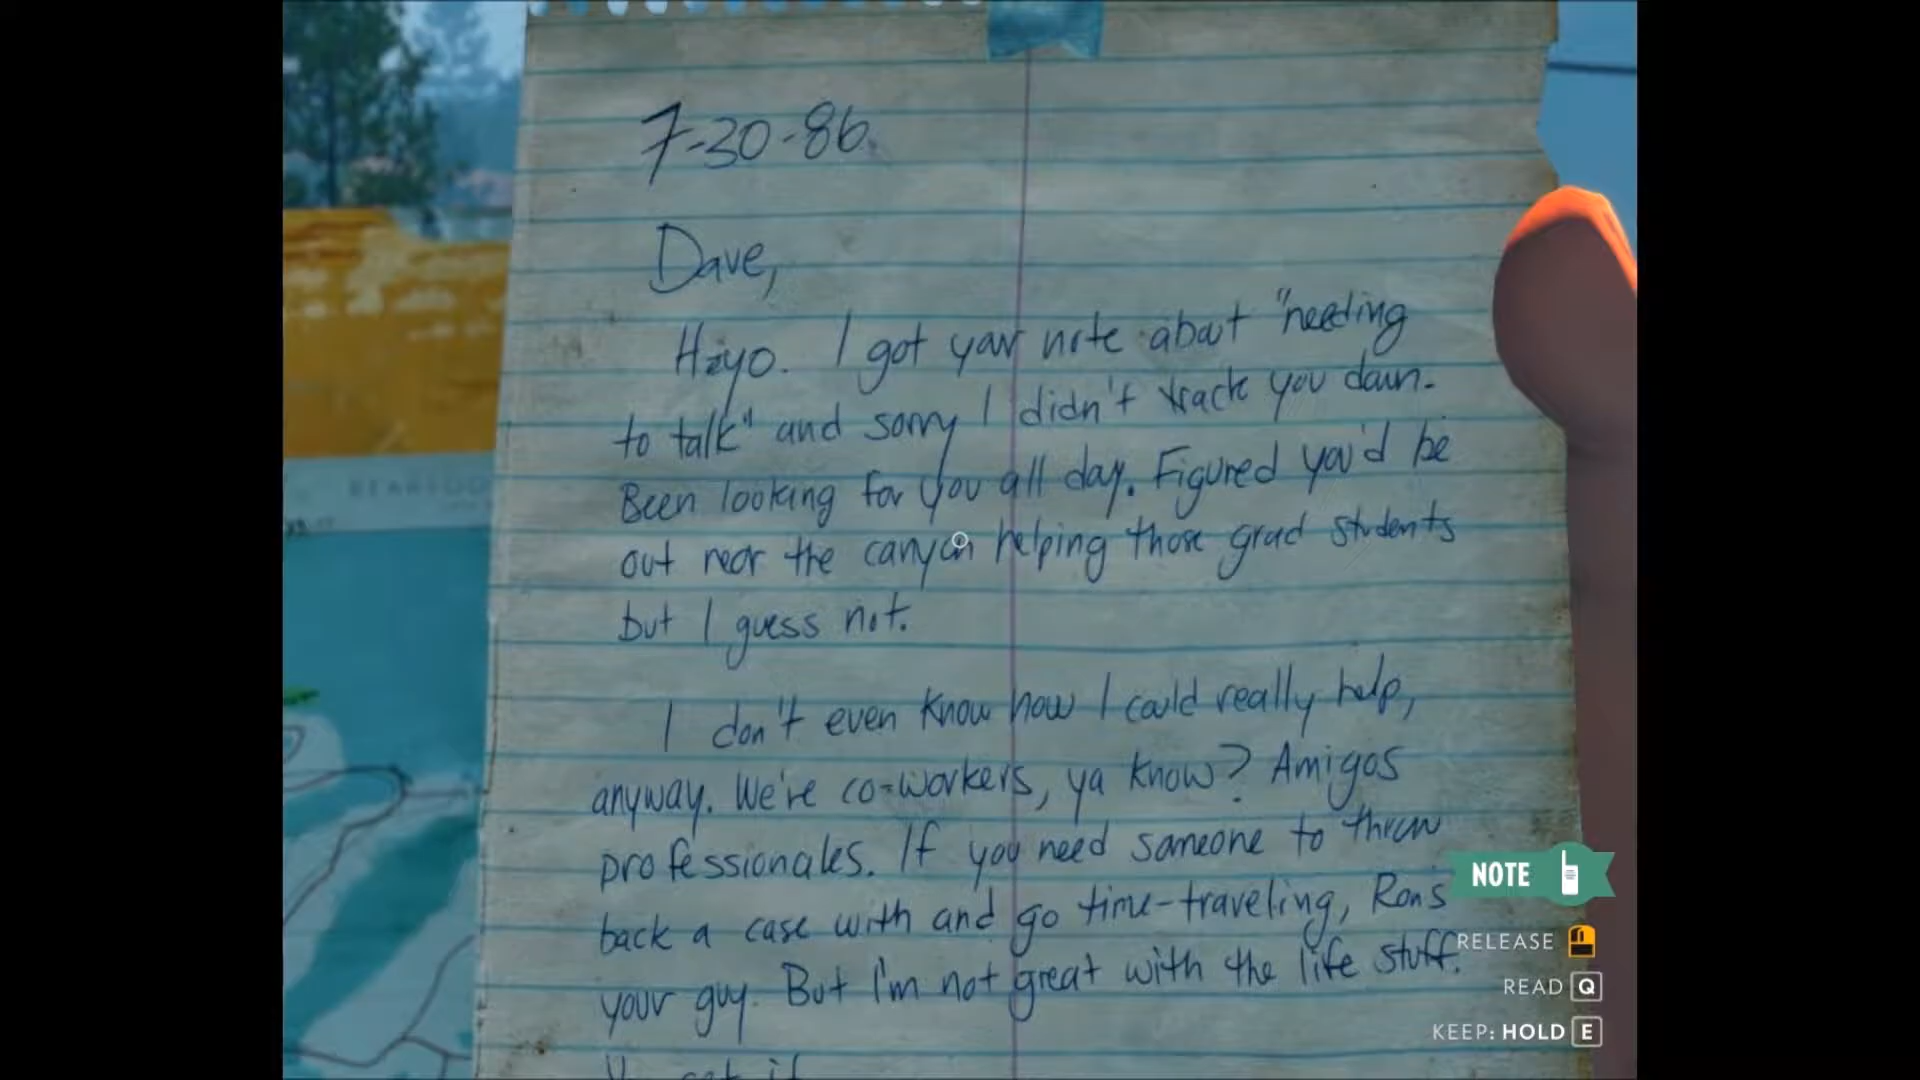 7-30-86.
Dave,
Hayo. I got your note about "needing
to talk" and sorry I didn't track you down.
Been looking for you all day. Figured you'd be
out near the canyon helping those grad students
but I guess not.
I don't even know how I could really help,
anyway. We're co-workers, ya know? Amigos
professionales. If you need someone to throw
back a case with and go time-traveling, Ron's
your guy. But I'm not great with the life stuff.
get it
NOTE
RELEASE
READ Q
KEEP: HOLD E